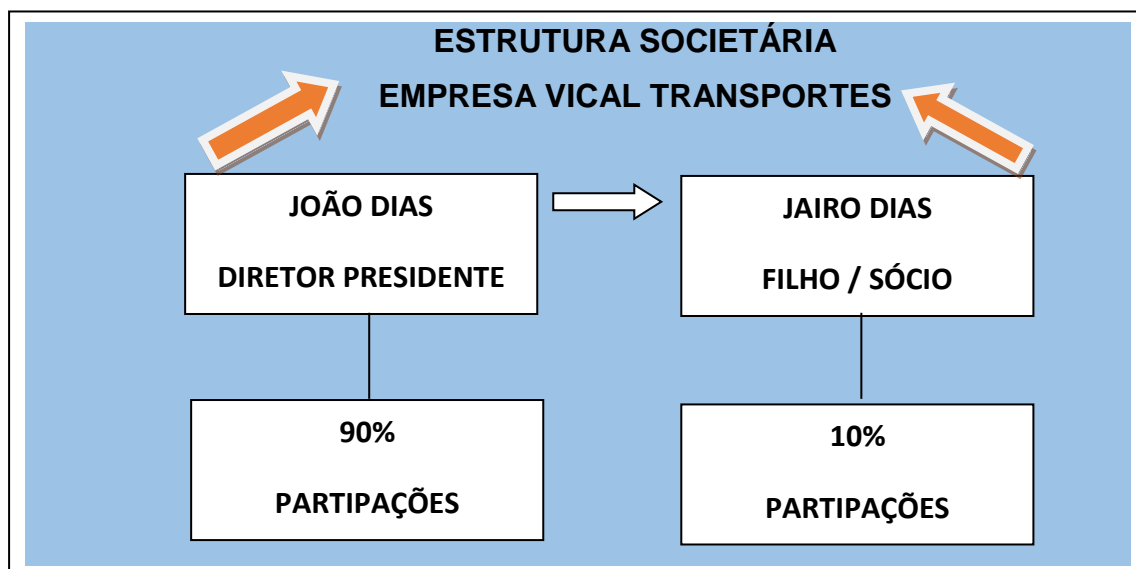 ESTRUTURA SOCIETÁRIA
EMPRESA VICAL TRANSPORTES
JOÃO DIAS
DIRETOR PRESIDENTE
JAIRO DIAS
FILHO / SÓCIO
90%
PARTIPAÇÕES
10%
PARTIPAÇÕES